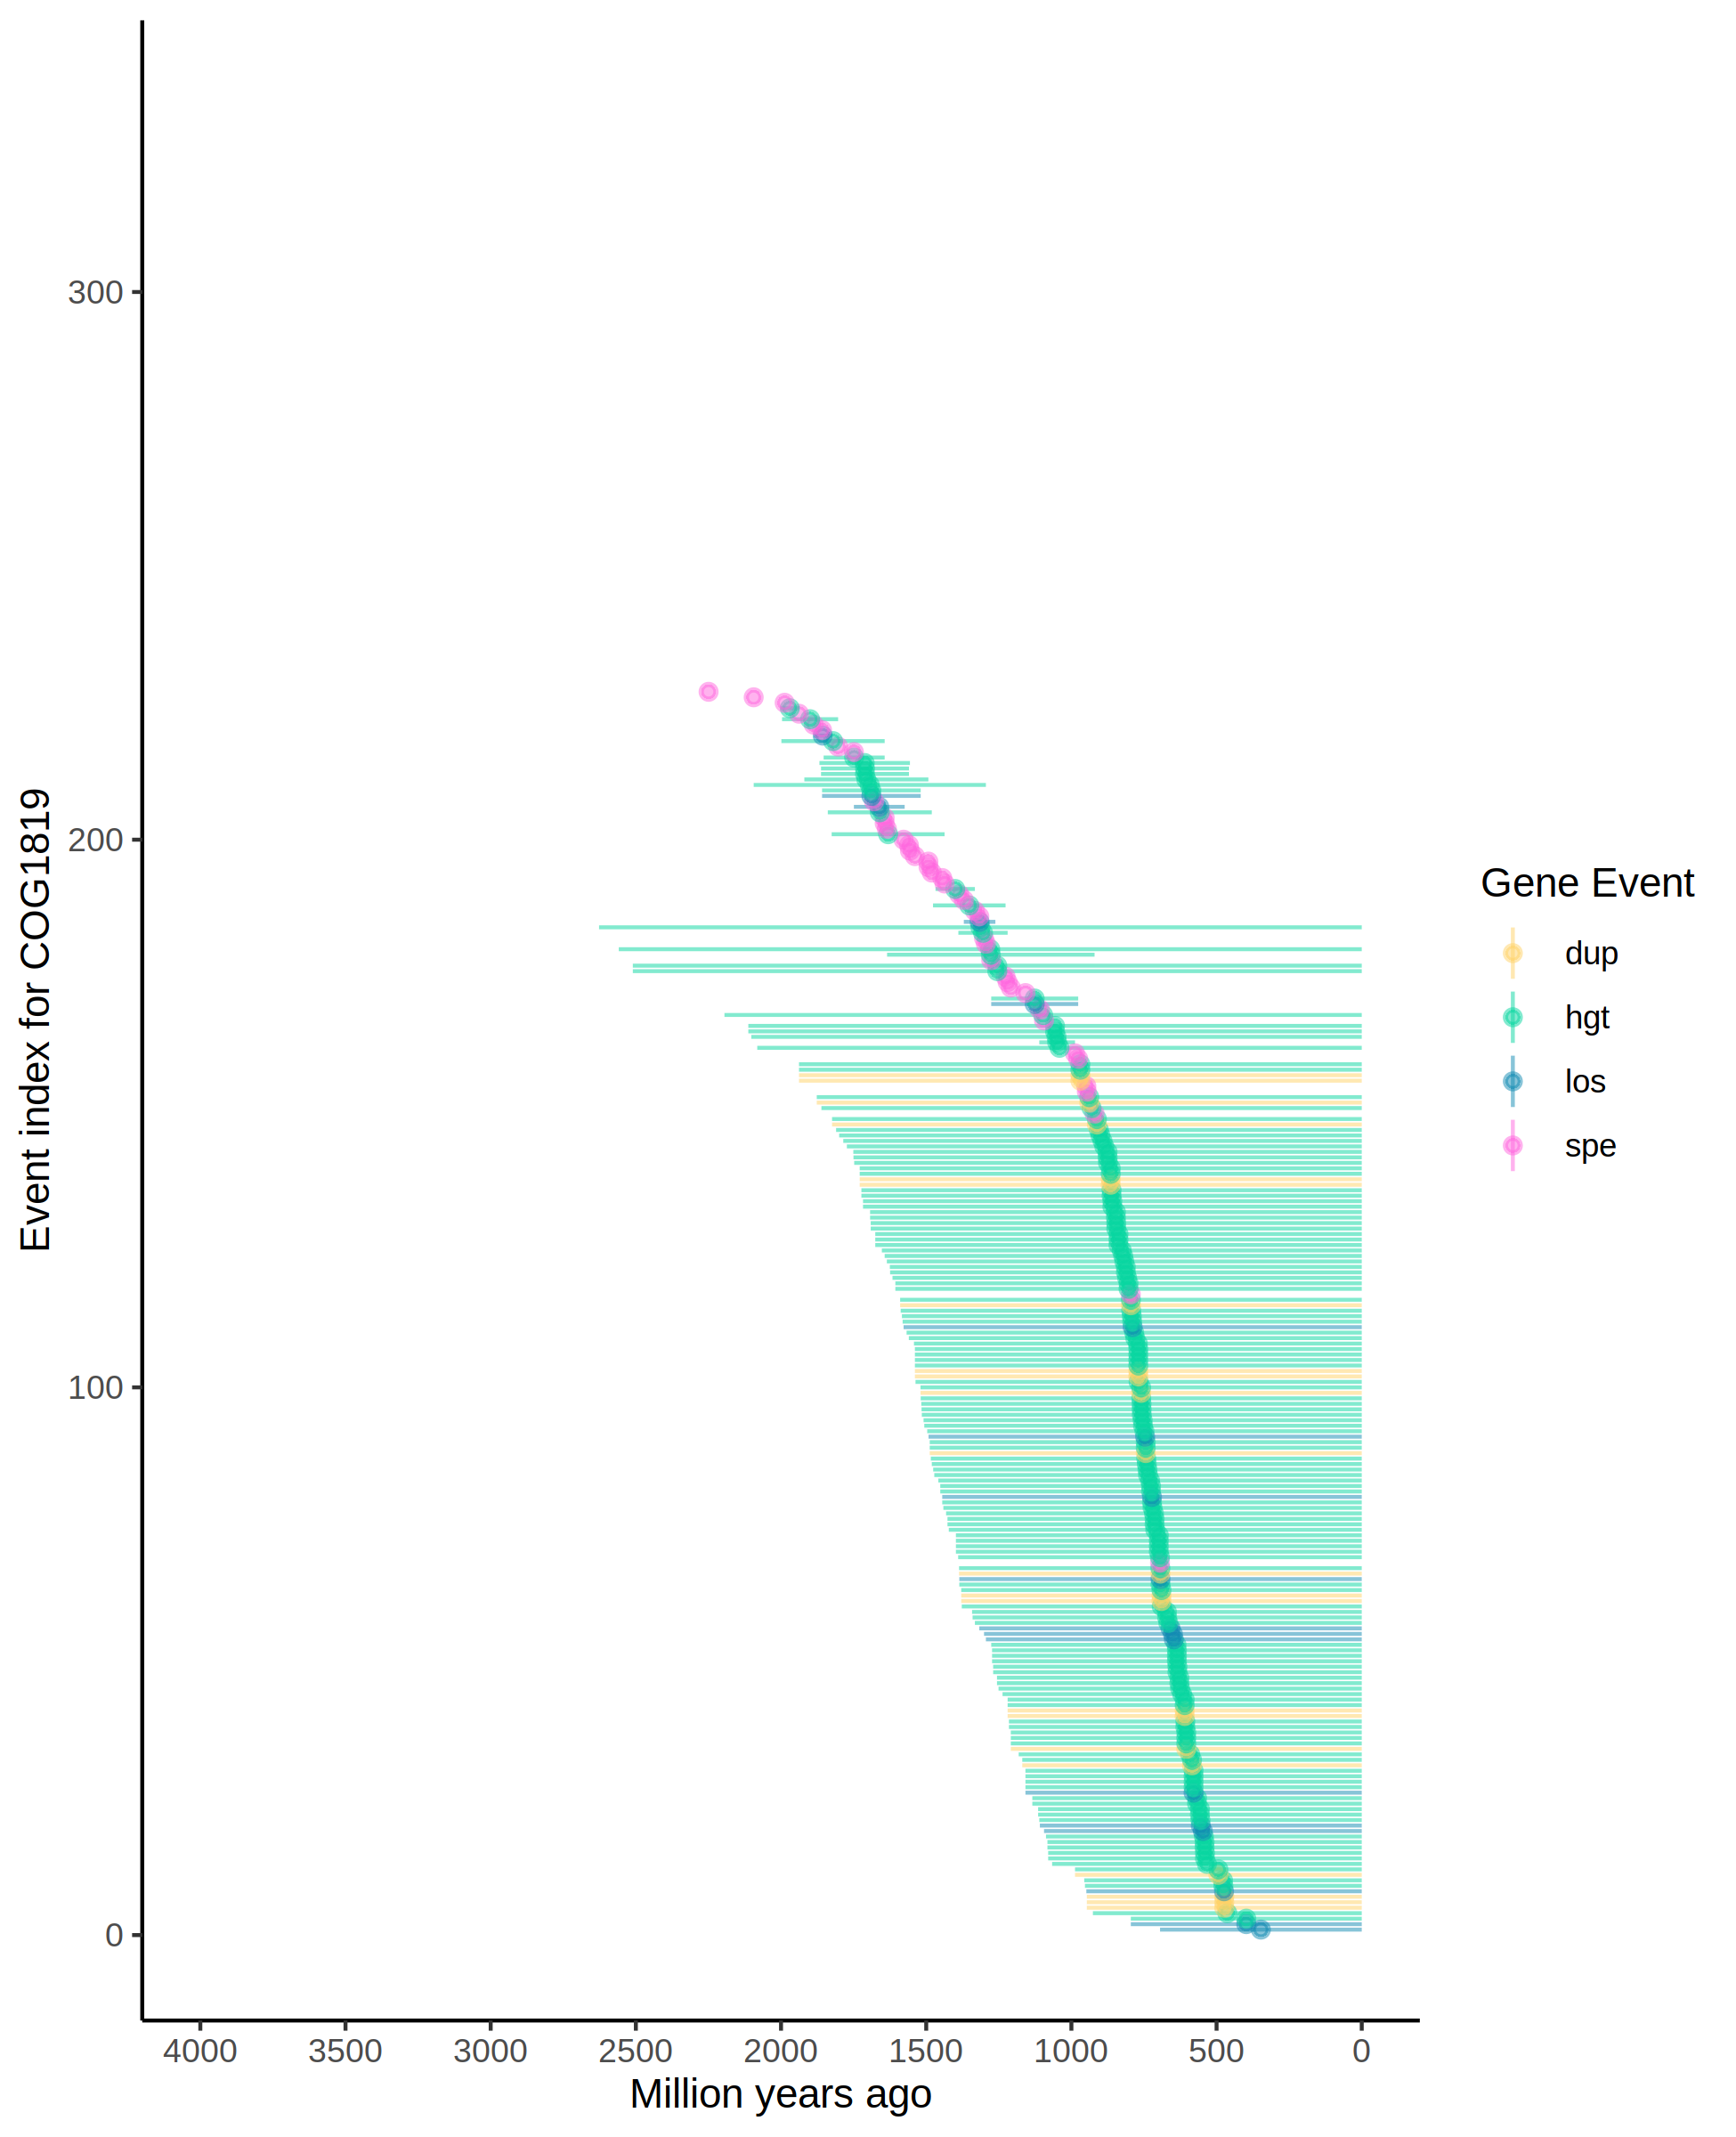 Event index for COG1819
300
200
100
0
4000 3500 3000 2500 2000 1500 1000 500 0
Million years ago
Gene Event
dup
hgt
los
spe